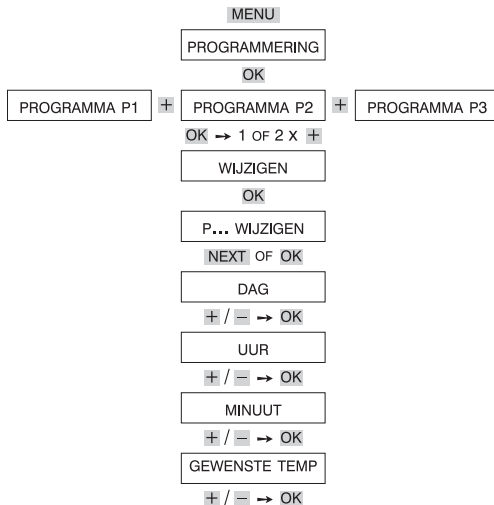 MENU
PROGRAMMERING
OK
PROGRAMMA P1 + PROGRAMMA P2 + PROGRAMMA P3
OK → 1 OF 2 X +
WIJZIGEN
OK
P... WIJZIGEN
NEXT OF OK
DAG
+ / − → OK
UUR
+ / − → OK
MINUUT
+ / − → OK
GEWENSTE TEMP
+ / − → OK